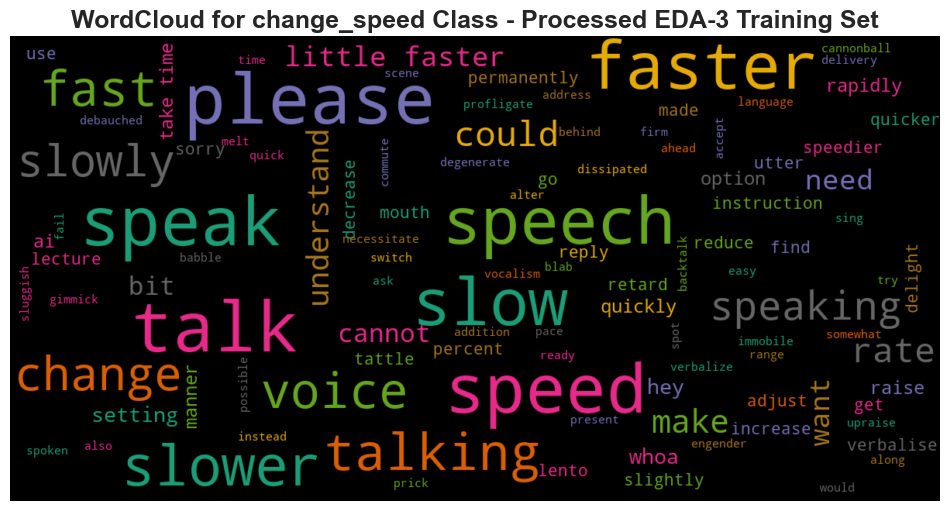 WordCloud for change_speed Class - Processed EDA-3 Training Set
use
time
little faster
faster
cannonball
delivery
fast
take time
please
scene
permanently
address
rapidly
profligate
made
language
debauched
could
behind
firm
accept
quicker
slowly
sorry
melt
quick
understand
commute
degenerate
dissipated
ahead
speedier
utter
option
need
go
alter
decrease
mouth
instruction
speak
speech
sing
fail
ai
lecture
babble
necessitate
switch
reply
reduce
find
backtalk
delight
sluggish
gimmick
bit
ask
vocalism
blab
retard
easy
try
talk
slow
quickly
speaking
cannot
addition
pace
spot
immobile
somewhat
percent
tattle
ready
range
rate
change
manner
possible
voice
speed
verbalize
hey
want
raise
setting
present
make
adjust
get
increase
upraise
spoken
also
instead
talking
engender
verbalise
along
slower
lento
whoa
prick
slightly
would